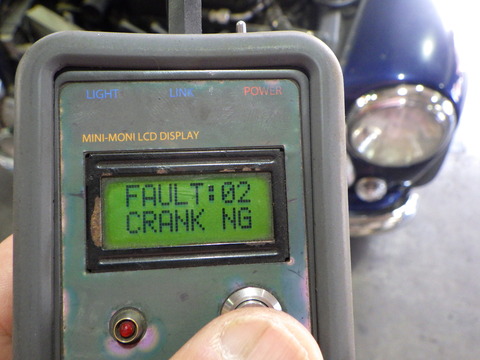 LIGHT LINK POWER
MINI-MONI LCD DISPLAY
FAULT:02
CRANK NG